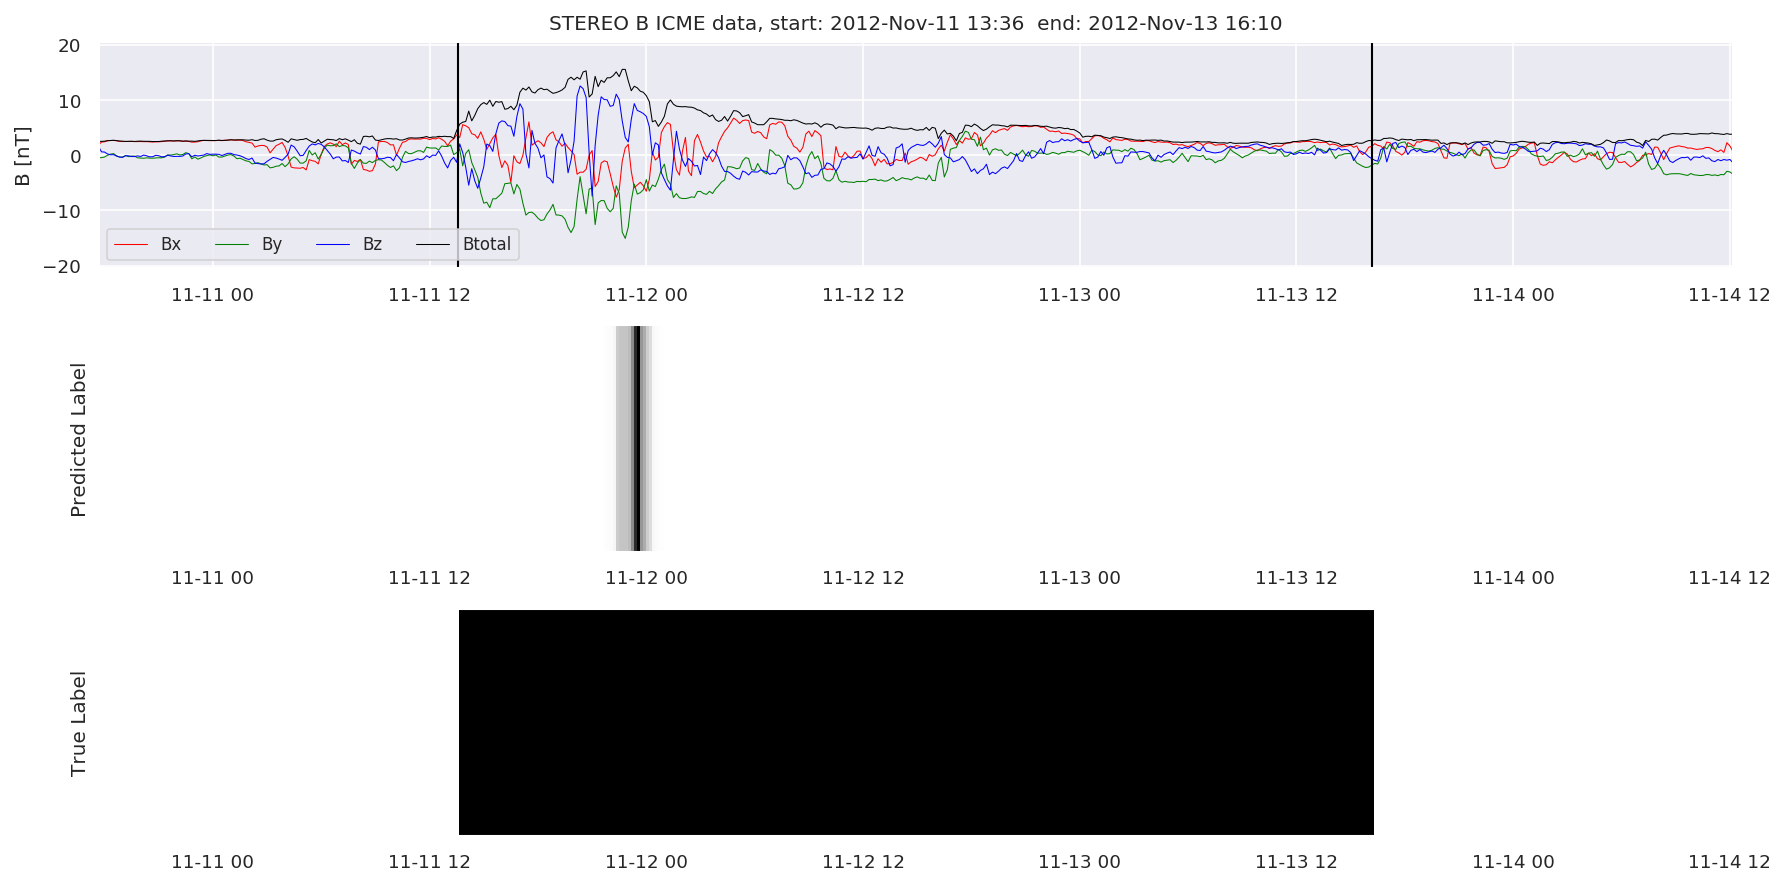 STEREO B ICME data, start: 2012-Nov-11 13:36  end: 2012-Nov-13 16:10
B [nT]
20
10
0
−10
−20
Bx By Bz Btotal
11-11 00 11-11 12 11-12 00 11-12 12 11-13 00 11-13 12 11-14 00 11-14 12
Predicted Label
11-11 00 11-11 12 11-12 00 11-12 12 11-13 00 11-13 12 11-14 00 11-14 12
True Label
11-11 00 11-11 12 11-12 00 11-12 12 11-13 00 11-13 12 11-14 00 11-14 12